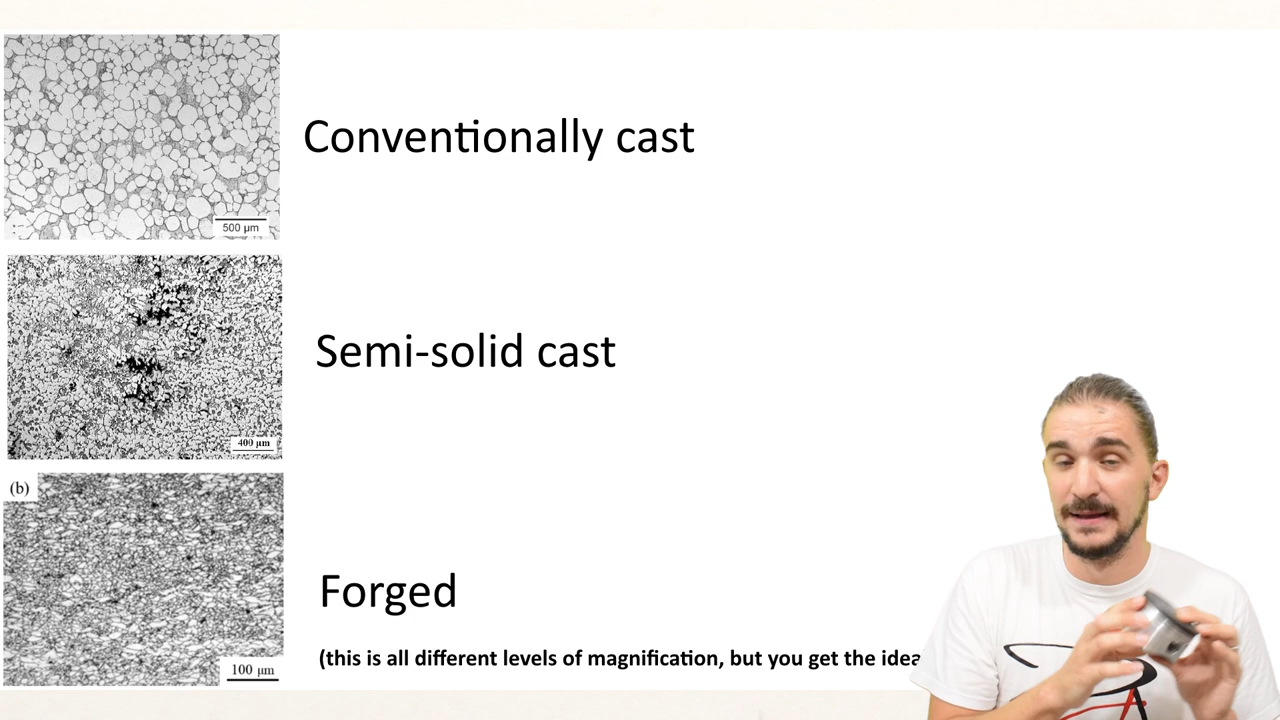 500 μm
Conventionally cast
400 μm
Semi-solid cast
(b)
100 μm
Forged
(this is all different levels of magnification, but you get the idea